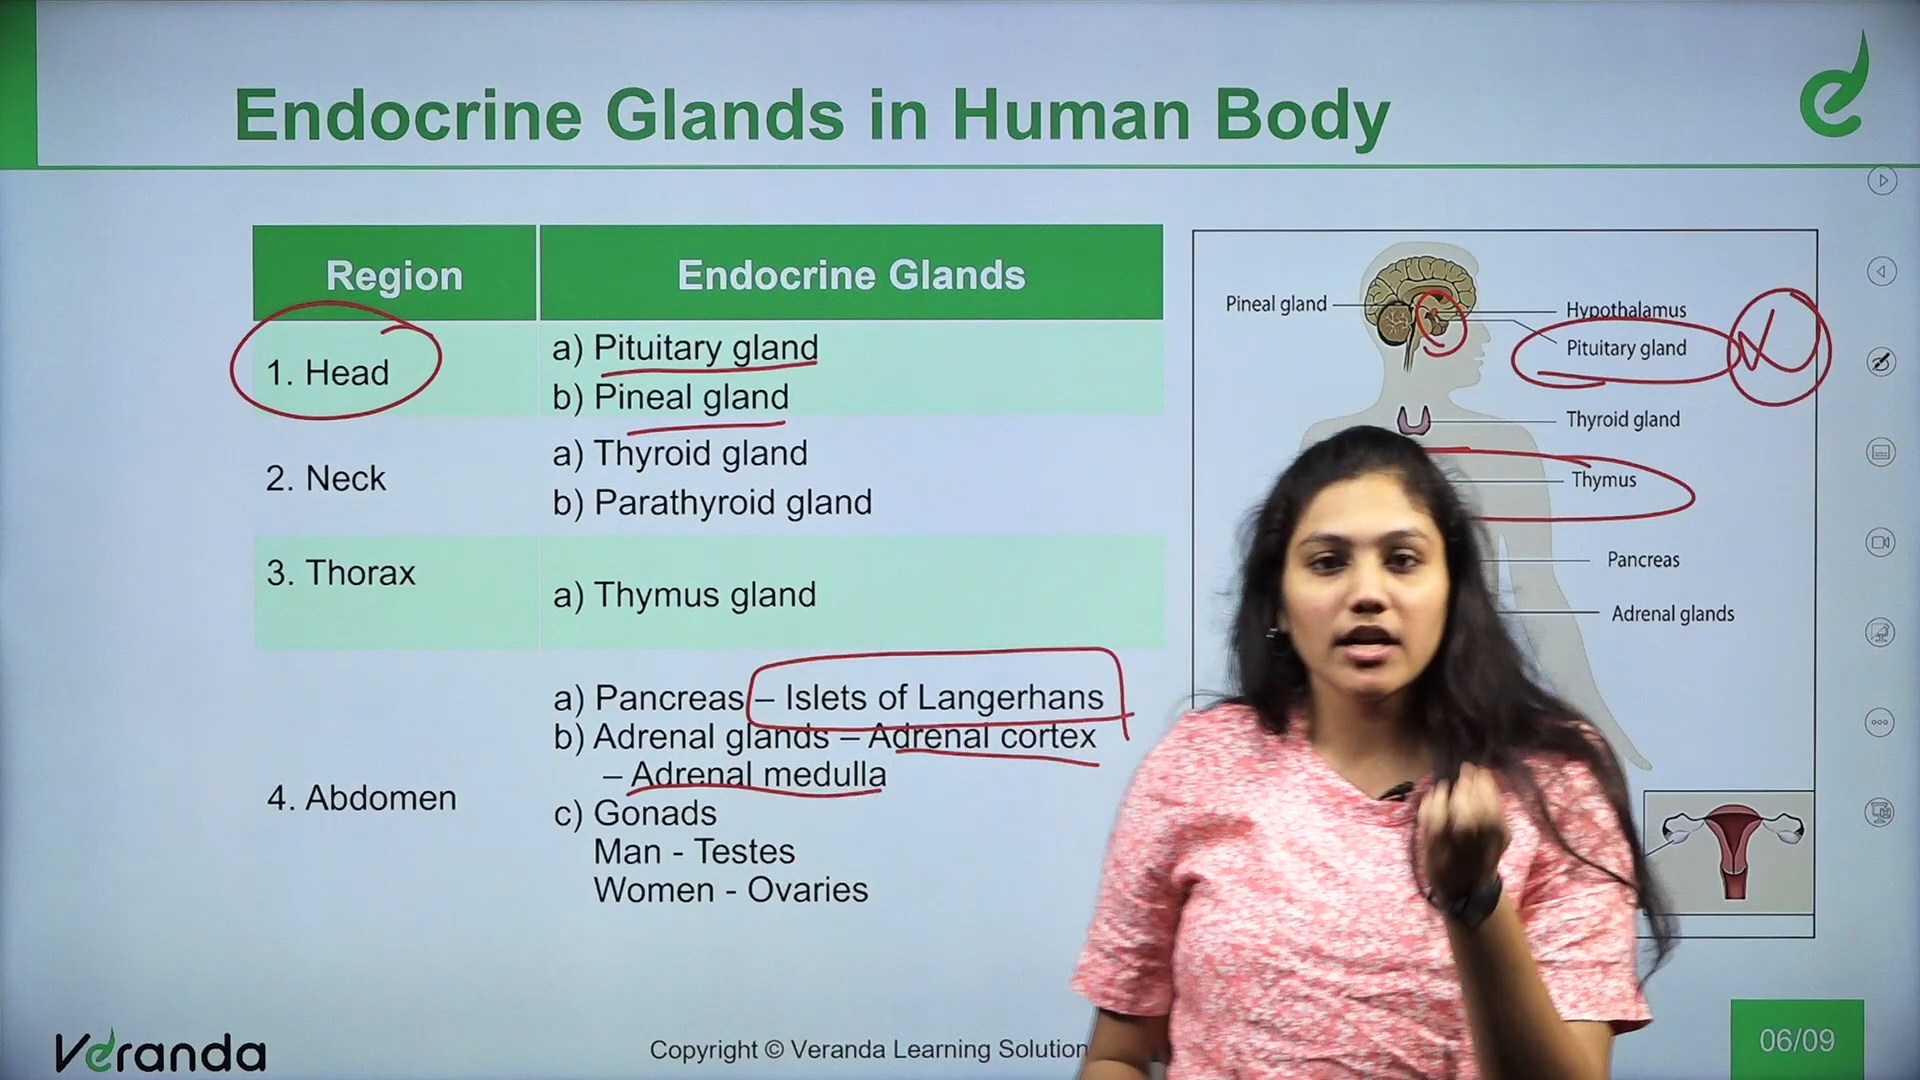 Endocrine Glands in Human Body
Region
Endocrine Glands
1. Head
a) Pituitary gland
b) Pineal gland
2. Neck
a) Thyroid gland
b) Parathyroid gland
3. Thorax
a) Thymus gland
4. Abdomen
a) Pancreas – Islets of Langerhans
b) Adrenal glands – Adrenal cortex
– Adrenal medulla
c) Gonads
Man - Testes
Women - Ovaries
Pineal gland
Hypothalamus
Pituitary gland
Thyroid gland
Thymus
Pancreas
Adrenal glands
Veranda
Copyright © Veranda Learning Solution
06/09